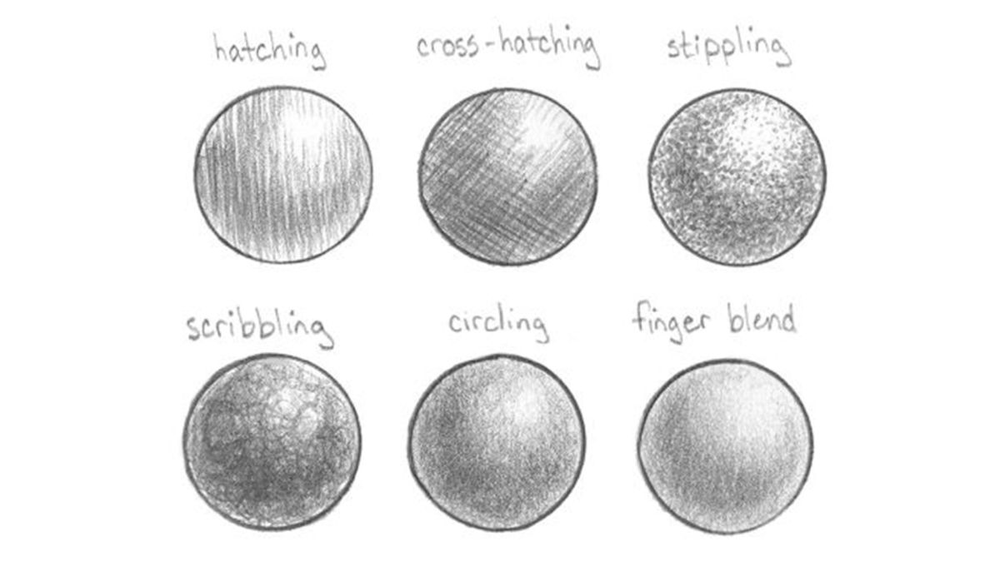 hatching
cross-hatching
stippling
scribbling
circling
finger blend